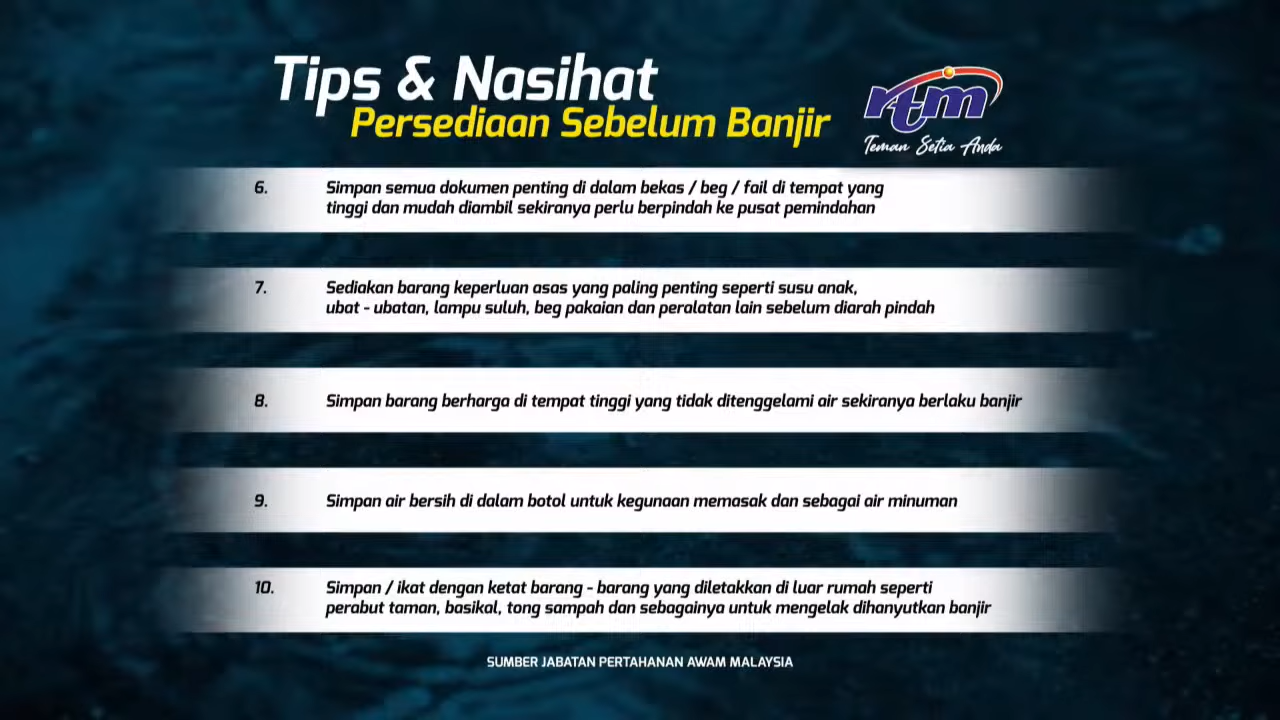 Tips & Nasihat
Persediaan Sebelum Banjir
rtm
Teman Setia Anda
6. Simpan semua dokumen penting di dalam bekas / beg / fail di tempat yang
tinggi dan mudah diambil sekiranya perlu berpindah ke pusat pemindahan
7. Sediakan barang keperluan asas yang paling penting seperti susu anak,
ubat - ubatan, lampu suluh, beg pakaian dan peralatan lain sebelum diarah pindah
8. Simpan barang berharga di tempat tinggi yang tidak ditenggelami air sekiranya berlaku banjir
9. Simpan air bersih di dalam botol untuk kegunaan memasak dan sebagai air minuman
10. Simpan / ikat dengan ketat barang - barang yang diletakkan di luar rumah seperti
perabut taman, basikal, tong sampah dan sebagainya untuk mengelak dihanyutkan banjir
SUMBER JABATAN PERTAHANAN AWAM MALAYSIA